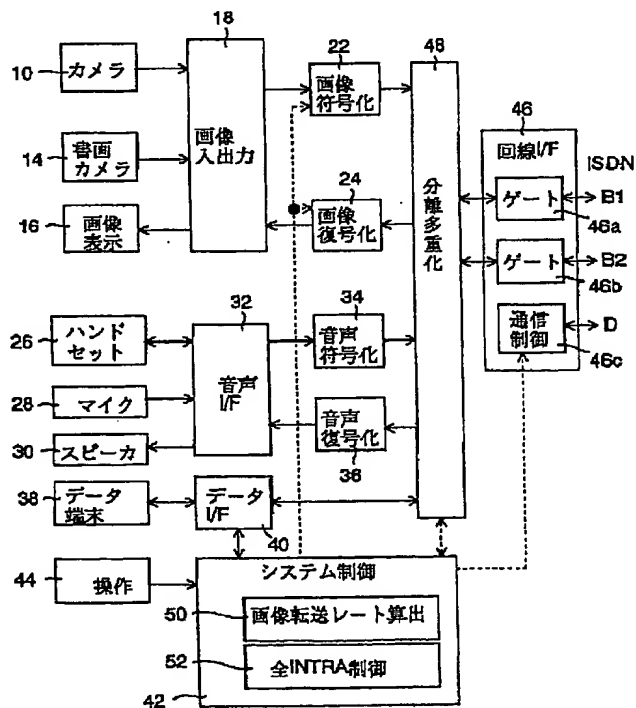 18
22
48
10
カメラ
画像
符号化
46
回線I/F
ISDN
14
書画
カメラ
画像
入出力
24
画像
復号化
分離多重化
ゲート
B1
46a
16
画像
表示
ゲート
B2
46b
32
34
26
ハンド
セット
音声
符号化
通信
制御
D
46c
音声
I/F
28
マイク
音声
復号化
30
スピーカ
36
38
データ
端末
データ
I/F
40
44
操作
システム制御
50
画像転送レート算出
52
全INTRA制御
42